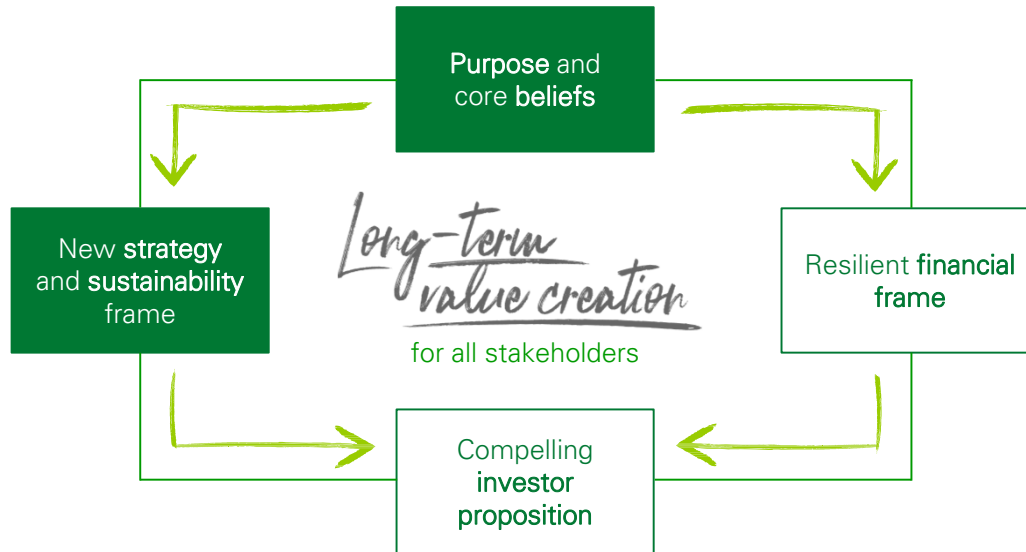 Purpose and
core beliefs
New strategy
and sustainability
frame
Long-term
value creation
for all stakeholders
Resilient financial
frame
Compelling
investor
proposition